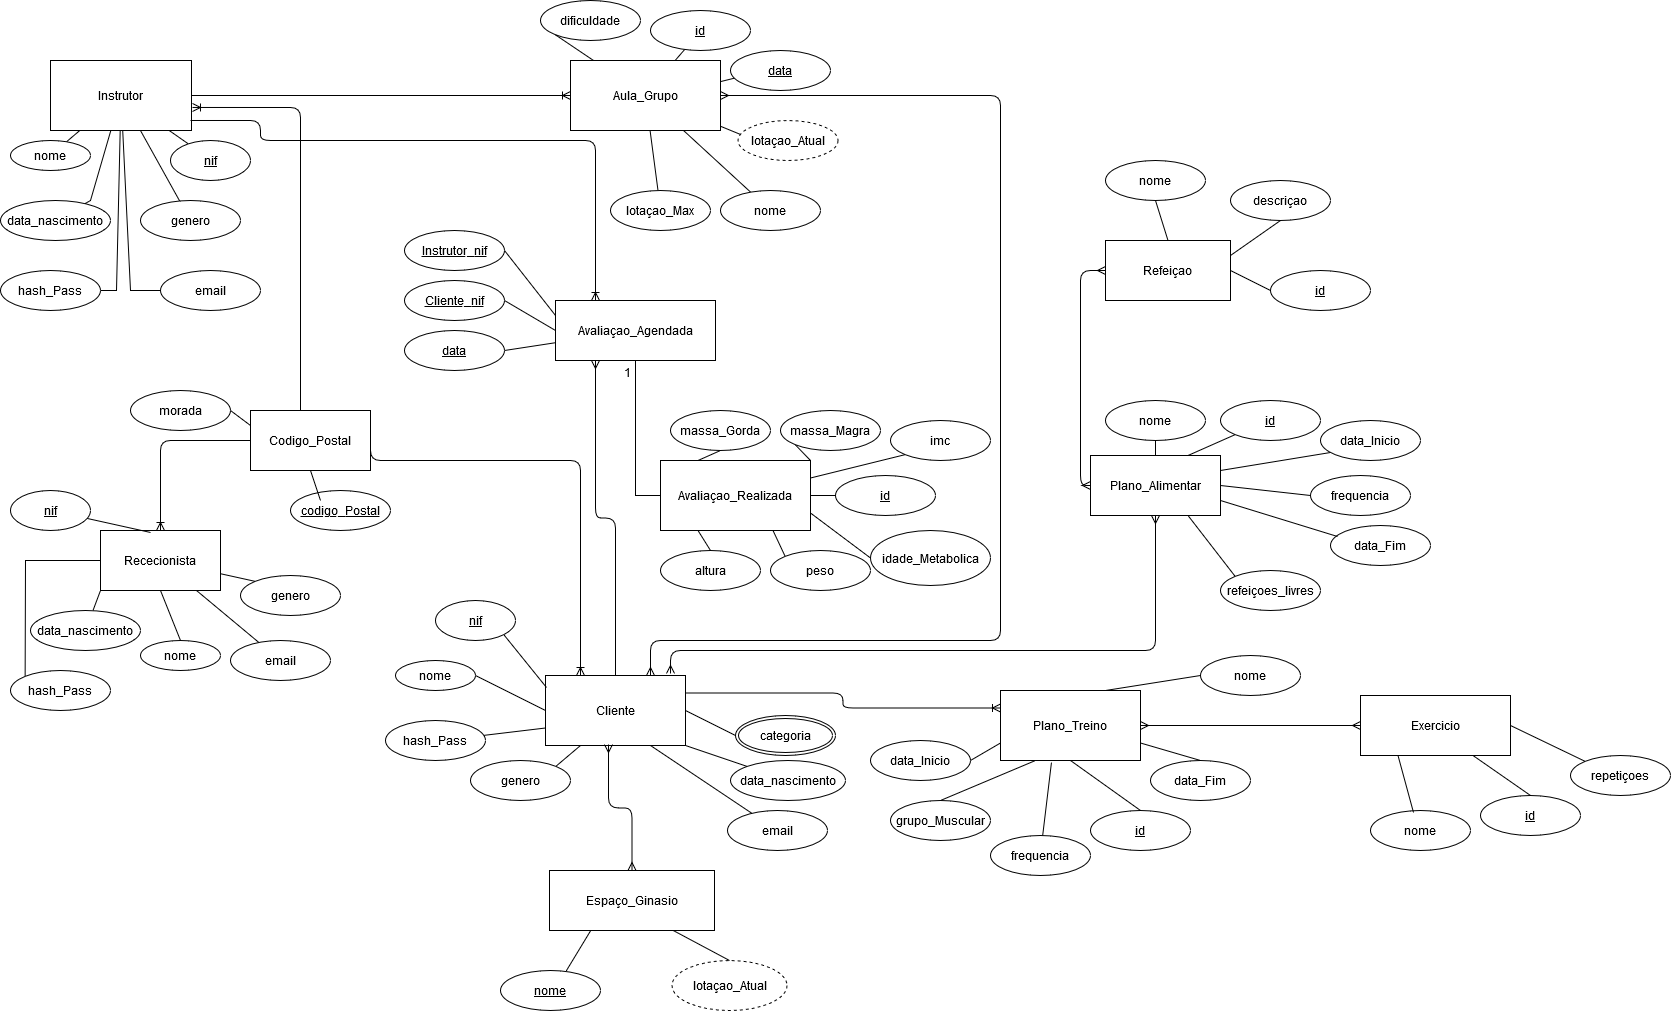 dificuldade
id
data
Instrutor
Aula_Grupo
lotaçao_Atual
nome
nif
data_nascimento
genero
lotaçao_Max
nome
hash_Pass
email
Instrutor_nif
Cliente_nif
data
Avaliaçao_Agendada
1
nome
descriçao
Refeiçao
id
morada
Codigo_Postal
codigo_Postal
massa_Gorda
massa_Magra
imc
Avaliaçao_Realizada
id
idade_Metabolica
altura
peso
nome
id
data_Inicio
Plano_Alimentar
frequencia
data_Fim
refeiçoes_livres
nif
Rececionista
genero
data_nascimento
nome
email
hash_Pass
nif
nome
Cliente
hash_Pass
genero
categoria
data_nascimento
email
nome
Plano_Treino
data_Inicio
data_Fim
grupo_Muscular
id
frequencia
Exercicio
repetiçoes
id
nome
Espaço_Ginasio
nome
lotaçao_Atual